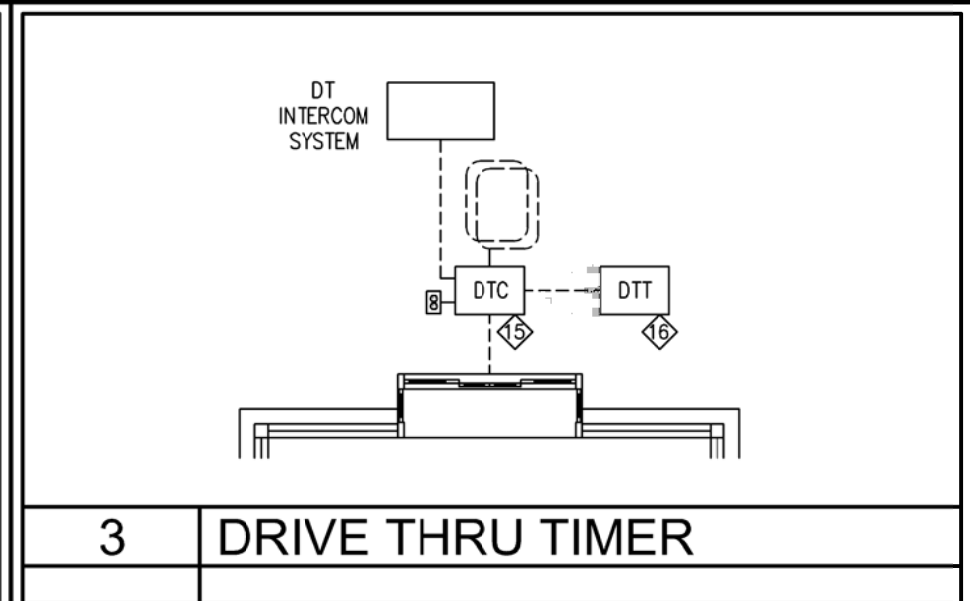 DT
INTERCOM
SYSTEM
DTC
DTT
8
15
16
3
DRIVE THRU TIMER